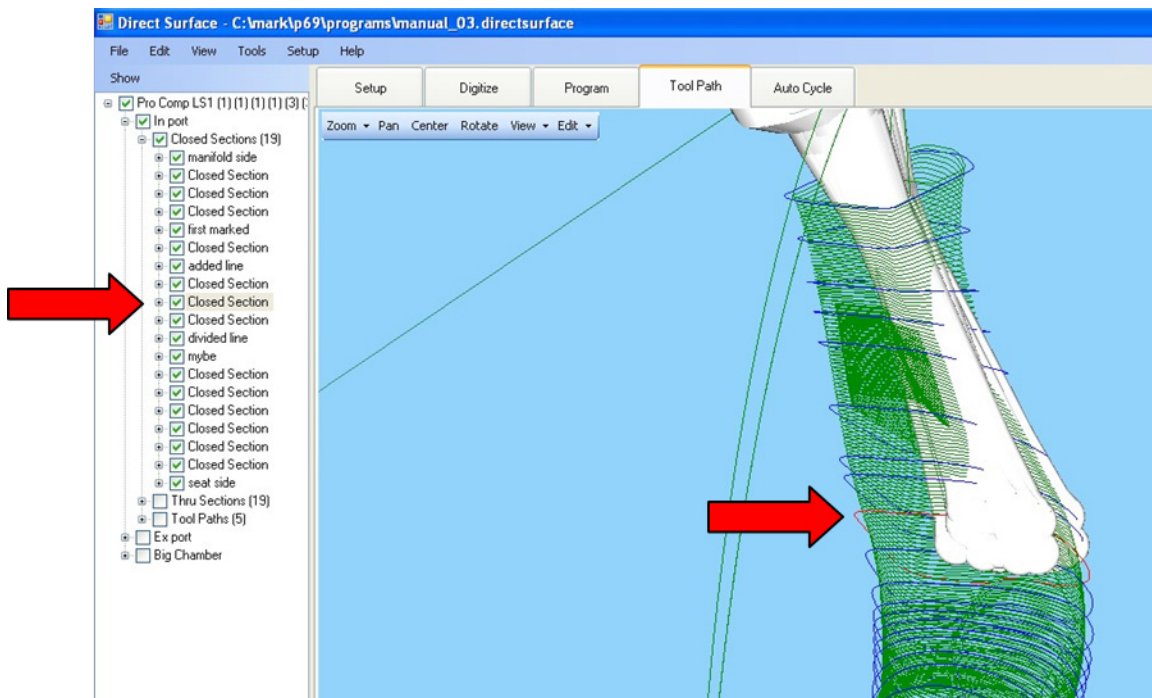 Direct Surface - C:\mark\p69\programs\manual_03.directsurface
File Edit View Tools Setup Help
Show
Setup Digitize Program Tool Path Auto Cycle
Zoom Pan Center Rotate View Edit
Pro Comp LS1 (1) (1) (1) (1) (3) (
In port
Closed Sections (19)
manifold side
Closed Section
Closed Section
Closed Section
first marked
Closed Section
added line
Closed Section
Closed Section
Closed Section
divided line
mybe
Closed Section
Closed Section
Closed Section
Closed Section
Closed Section
Closed Section
seat side
Thru Sections (19)
Tool Paths (5)
Ex port
Big Chamber